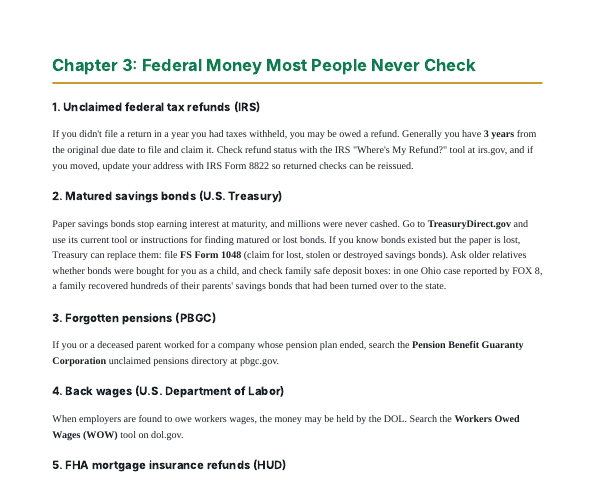 Chapter 3: Federal Money Most People Never Check
1. Unclaimed federal tax refunds (IRS)
If you didn't file a return in a year you had taxes withheld, you may be owed a refund. Generally you have 3 years from
the original due date to file and claim it. Check refund status with the IRS "Where's My Refund?" tool at irs.gov, and if
you moved, update your address with IRS Form 8822 so returned checks can be reissued.
2. Matured savings bonds (U.S. Treasury)
Paper savings bonds stop earning interest at maturity, and millions were never cashed. Go to TreasuryDirect.gov and
use its current tool or instructions for finding matured or lost bonds. If you know bonds existed but the paper is lost,
Treasury can replace them: file FS Form 1048 (claim for lost, stolen or destroyed savings bonds). Ask older relatives
whether bonds were bought for you as a child, and check family safe deposit boxes: in one Ohio case reported by FOX 8,
a family recovered hundreds of their parents' savings bonds that had been turned over to the state.
3. Forgotten pensions (PBGC)
If you or a deceased parent worked for a company whose pension plan ended, search the Pension Benefit Guaranty
Corporation unclaimed pensions directory at pbgc.gov.
4. Back wages (U.S. Department of Labor)
When employers are found to owe workers wages, the money may be held by the DOL. Search the Workers Owed
Wages (WOW) tool on dol.gov.
5. FHA mortgage insurance refunds (HUD)